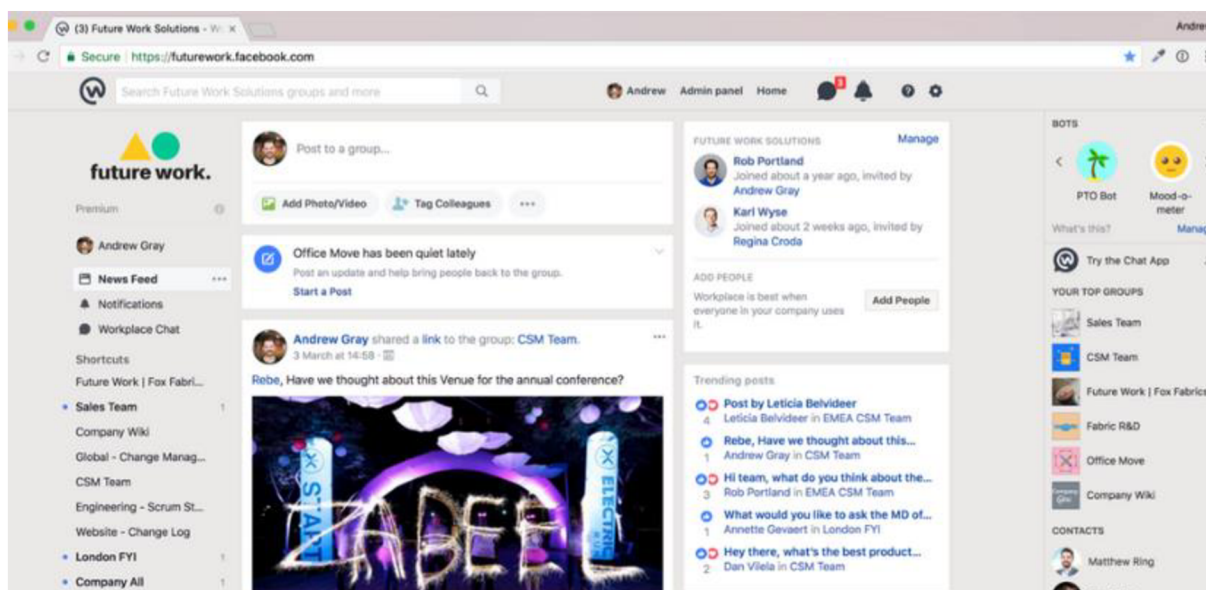 (3) Future Work Solutions - W
Andre
Secure https://futurework.facebook.com
Search Future Work Solutions groups and more
Andrew Admin panel Home 3
future work.
Premium
Andrew Gray
News Feed
Notifications
Workplace Chat
Shortcuts
Future Work | Fox Fabri...
Sales Team 1
Company Wiki
Global - Change Manag...
CSM Team
Engineering - Scrum St...
Website - Change Log
London FYI 1
Company All 1
Post to a group...
Add Photo/Video Tag Colleagues
Office Move has been quiet lately
Post an update and help bring people back to the group.
Start a Post
Andrew Gray shared a link to the group: CSM Team.
3 March at 14:58
Rebe, Have we thought about this Venue for the annual conference?
START
ZABEEL
ELECTRIC
RUN
FUTURE WORK SOLUTIONS Manage
Rob Portland
Joined about a year ago, invited by
Andrew Gray
Karl Wyse
Joined about 2 weeks ago, invited by
Regina Croda
ADD PEOPLE
Workplace is best when
everyone in your company uses
it.
Add People
Trending posts
Post by Leticia Belvideer
4 Leticia Belvideer in EMEA CSM Team
Rebe, Have we thought about this...
1 Andrew Gray in CSM Team
Hi team, what do you think about the...
3 Rob Portland in EMEA CSM Team
What would you like to ask the MD of...
1 Annette Gevaert in London FYI
Hey there, what's the best product...
2 Dan Vilela in CSM Team
BOTS
PTO Bot
Mood-o-
meter
What's this? Manag
Try the Chat App
YOUR TOP GROUPS
Sales Team
CSM Team
Future Work | Fox Fabrics
Fabric R&D
Office Move
Company Wiki
CONTACTS
Matthew Ring